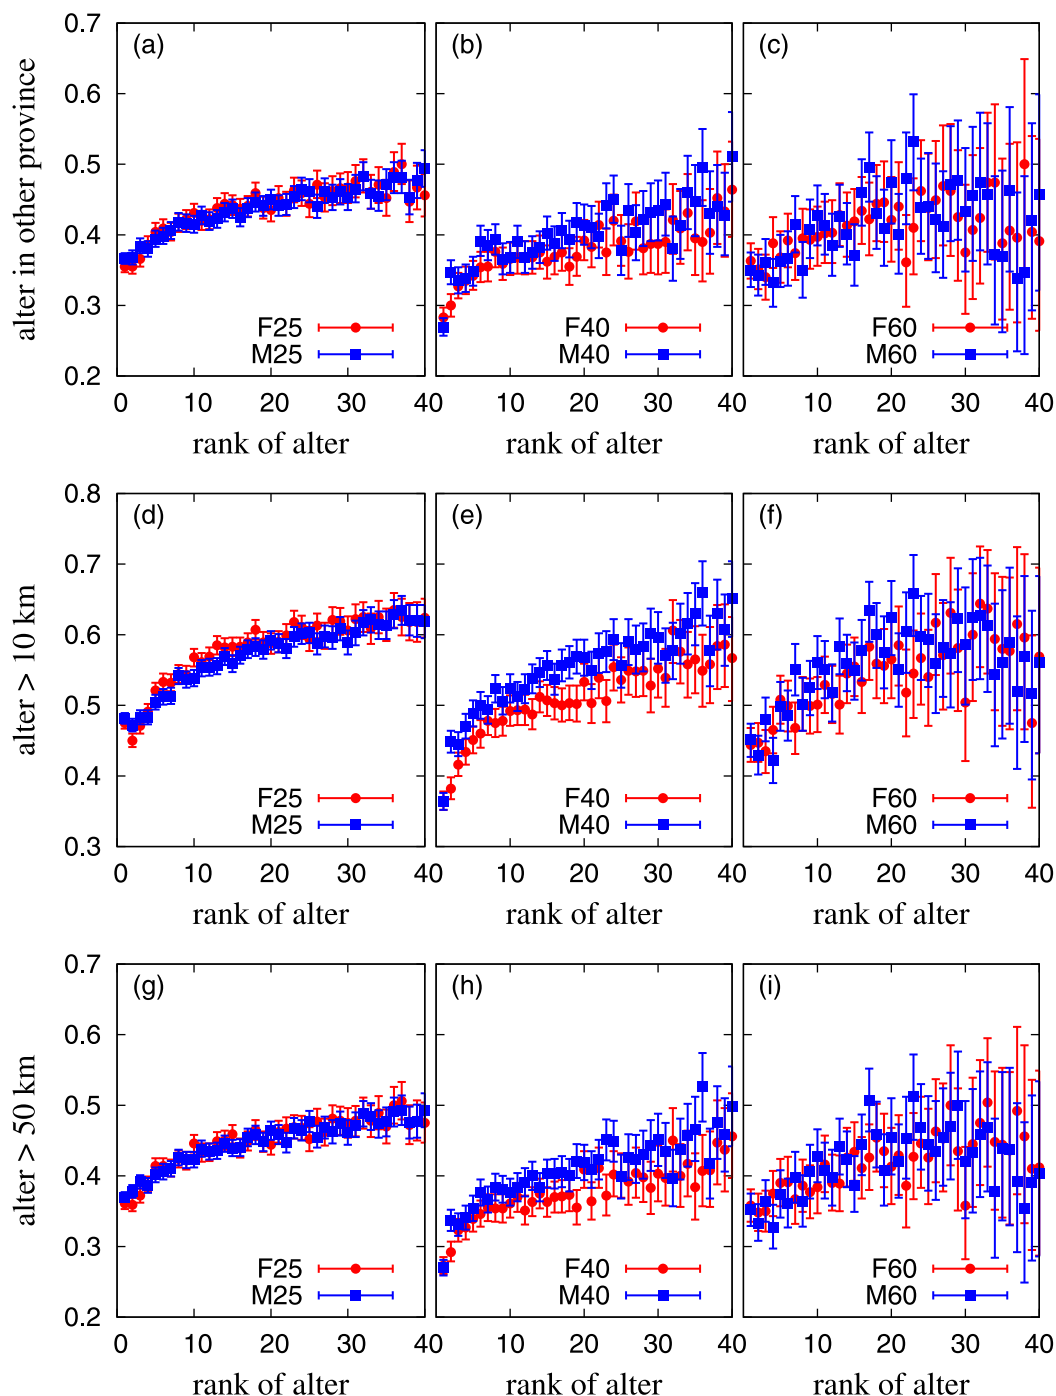 alter in other province
0.7
0.6
0.5
0.4
0.3
0.2
(a)
F25
M25
0 10 20 30 40
rank of alter
(b)
F40
M40
10 20 30 40
rank of alter
(c)
F60
M60
10 20 30 40
rank of alter
alter > 10 km
0.8
0.7
0.6
0.5
0.4
0.3
(d)
F25
M25
0 10 20 30 40
rank of alter
(e)
F40
M40
10 20 30 40
rank of alter
(f)
F60
M60
10 20 30 40
rank of alter
alter > 50 km
0.7
0.6
0.5
0.4
0.3
0.2
(g)
F25
M25
0 10 20 30 40
rank of alter
(h)
F40
M40
10 20 30 40
rank of alter
(i)
F60
M60
10 20 30 40
rank of alter